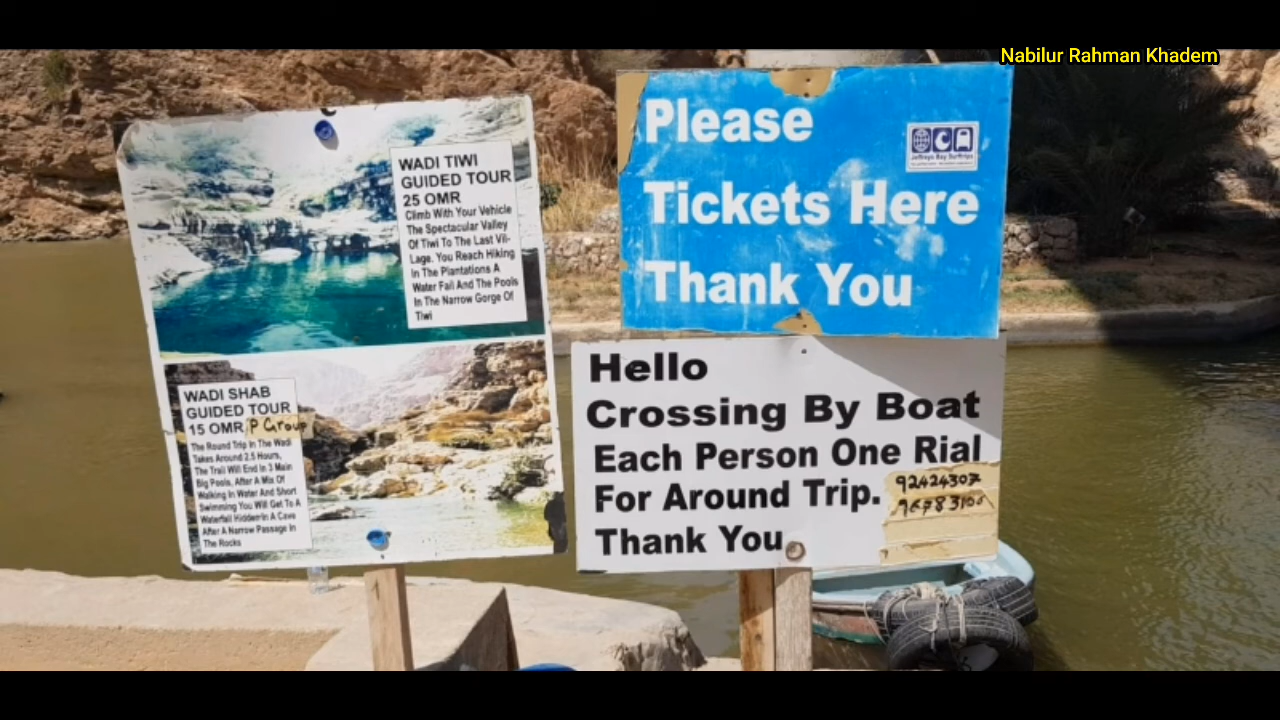 Nabilur Rahman Khadem
WADI TIWI
GUIDED TOUR
25 OMR
Climb With Your Vehicle
The Spectacular Valley
Of Tiwi To The Last Vil-
Lage. You Reach Hiking
In The Plantations A
Water Fall And The Pools
In The Narrow Gorge Of
Tiwi
WADI SHAB
GUIDED TOUR
15 OMR P Group
The Round Trip In The Wadi
Takes Around 2.5 Hours,
The Trail Will End In 3 Main
Big Pools, After A Mix Of
Walking In Water And Short
Swimming You Will Get To A
Waterfall Hidden In A Cave
After A Narrow Passage In
The Rocks
Please
Tickets Here
Thank You
Jeffreys Bay Surftrips
Hello
Crossing By Boat
Each Person One Rial
For Around Trip.
Thank You
92424307